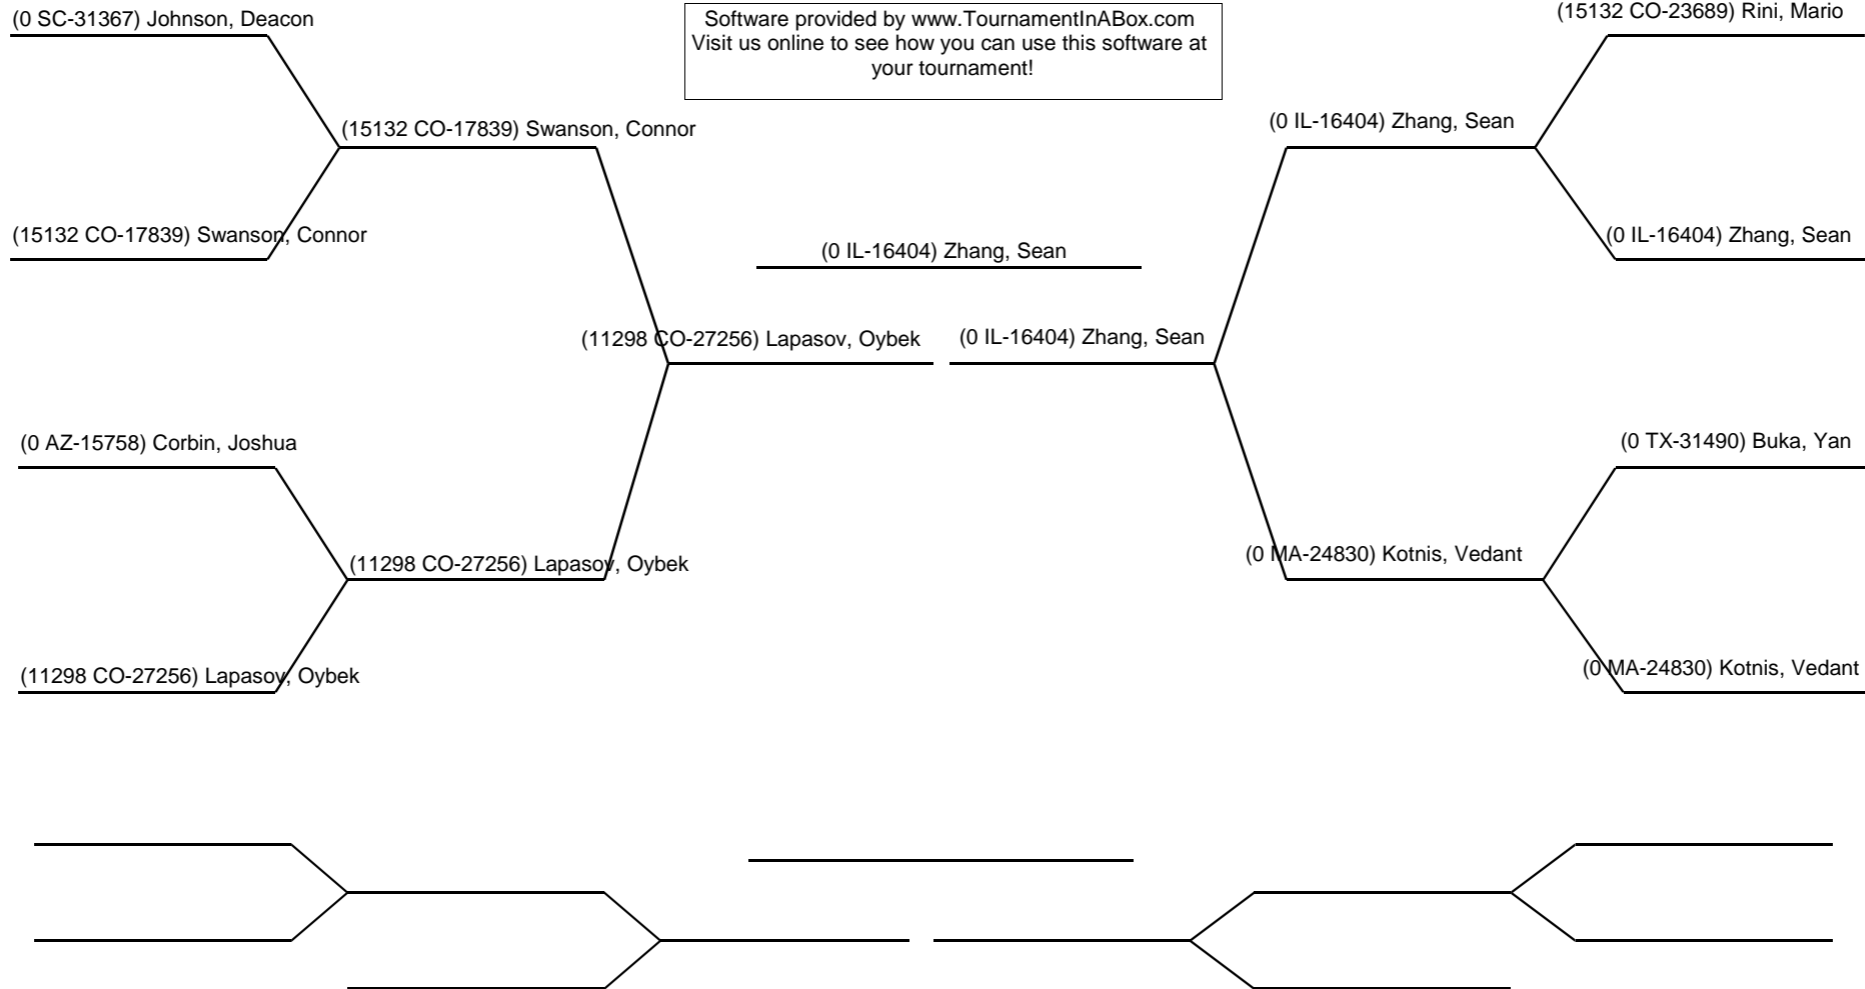 (0 SC-31367) Johnson, Deacon
Software provided by www.TournamentInABox.com
Visit us online to see how you can use this software at
your tournament!
(15132 CO-23689) Rini, Mario
(15132 CO-17839) Swanson, Connor
(0 IL-16404) Zhang, Sean
(15132 CO-17839) Swanson, Connor
(0 IL-16404) Zhang, Sean
(0 IL-16404) Zhang, Sean
(11298 CO-27256) Lapasov, Oybek
(0 IL-16404) Zhang, Sean
(0 AZ-15758) Corbin, Joshua
(0 TX-31490) Buka, Yan
(11298 CO-27256) Lapasov, Oybek
(0 MA-24830) Kotnis, Vedant
(11298 CO-27256) Lapasov, Oybek
(0 MA-24830) Kotnis, Vedant